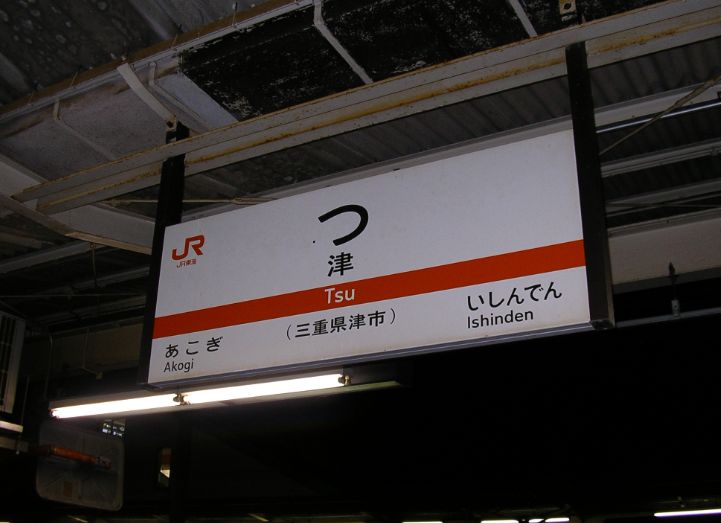 JR
JR東海
つ
津
Tsu
（三重県津市）
あこぎ
Akogi
いしんでん
Ishinden